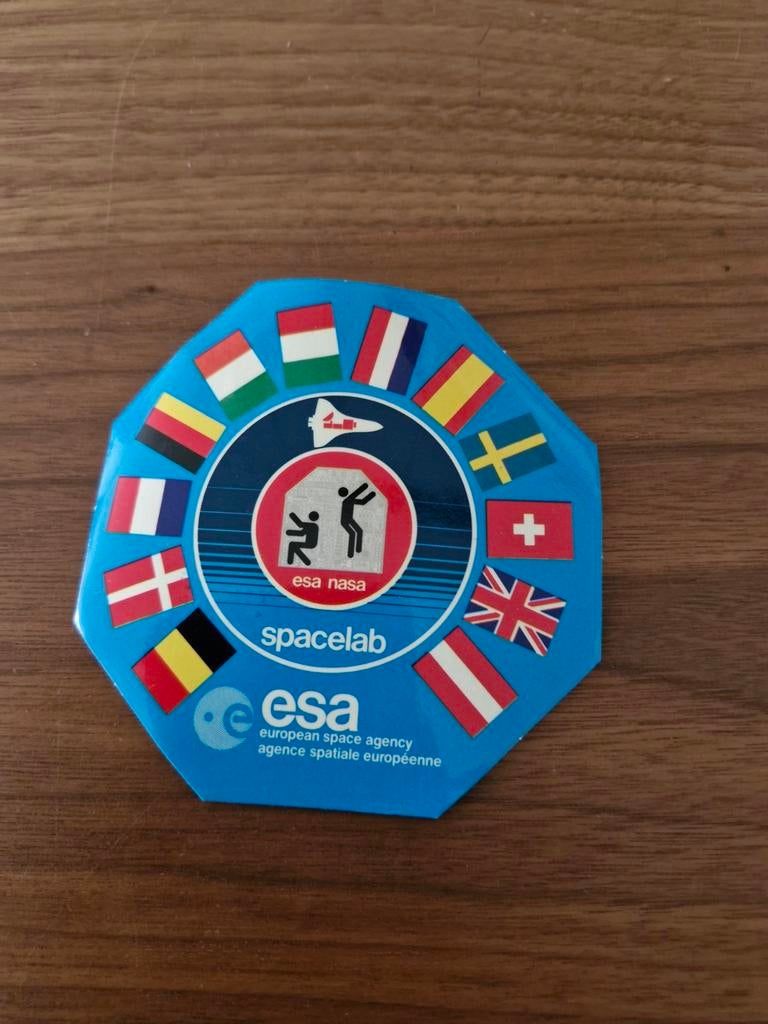 esa nasa
spacelab
e esa
european space agency
agence spatiale européenne